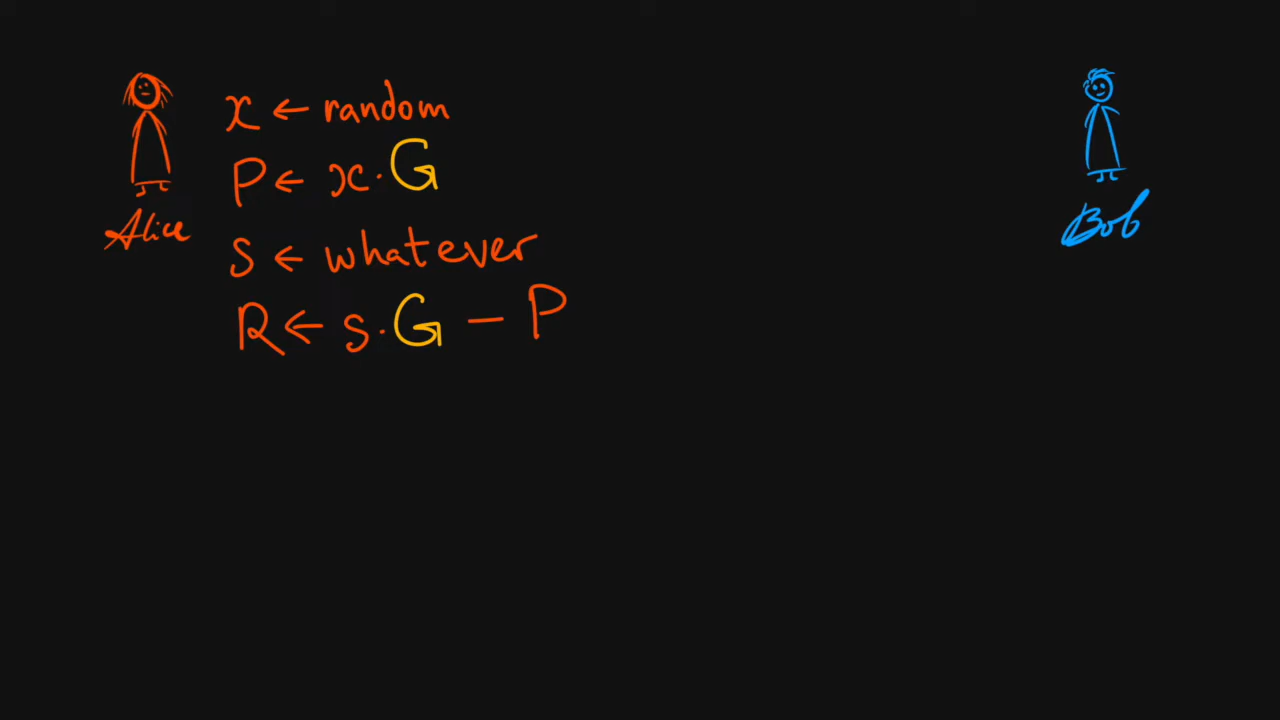 x ← random
P ← x · G
s ← whatever
R ← s · G − P
Alice
Bob